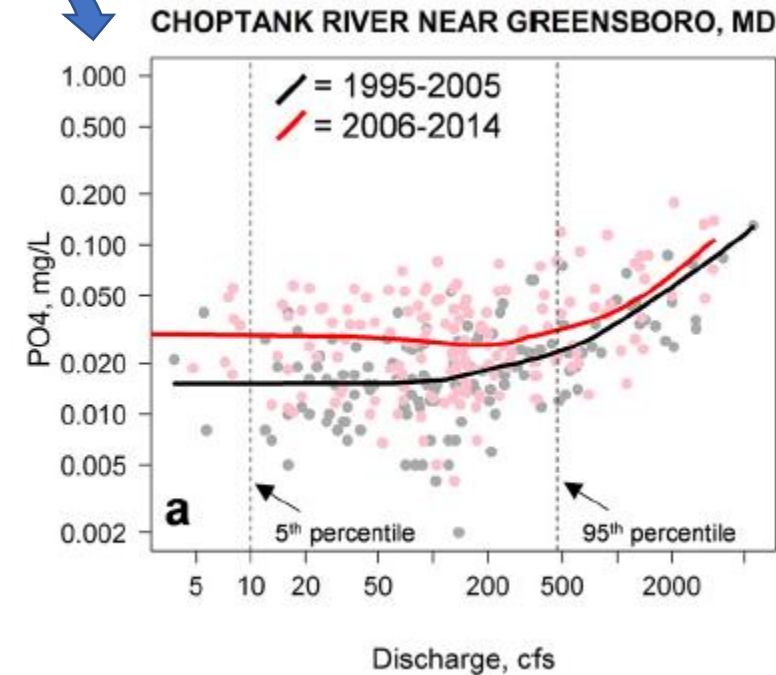 CHOPTANK RIVER NEAR GREENSBORO, MD
= 1995-2005
= 2006-2014
1.000
0.500
0.200
0.100
0.050
0.020
0.010
0.005
0.002
PO4, mg/L
a
5th percentile
95th percentile
5 10 20 50 200 500 2000
Discharge, cfs